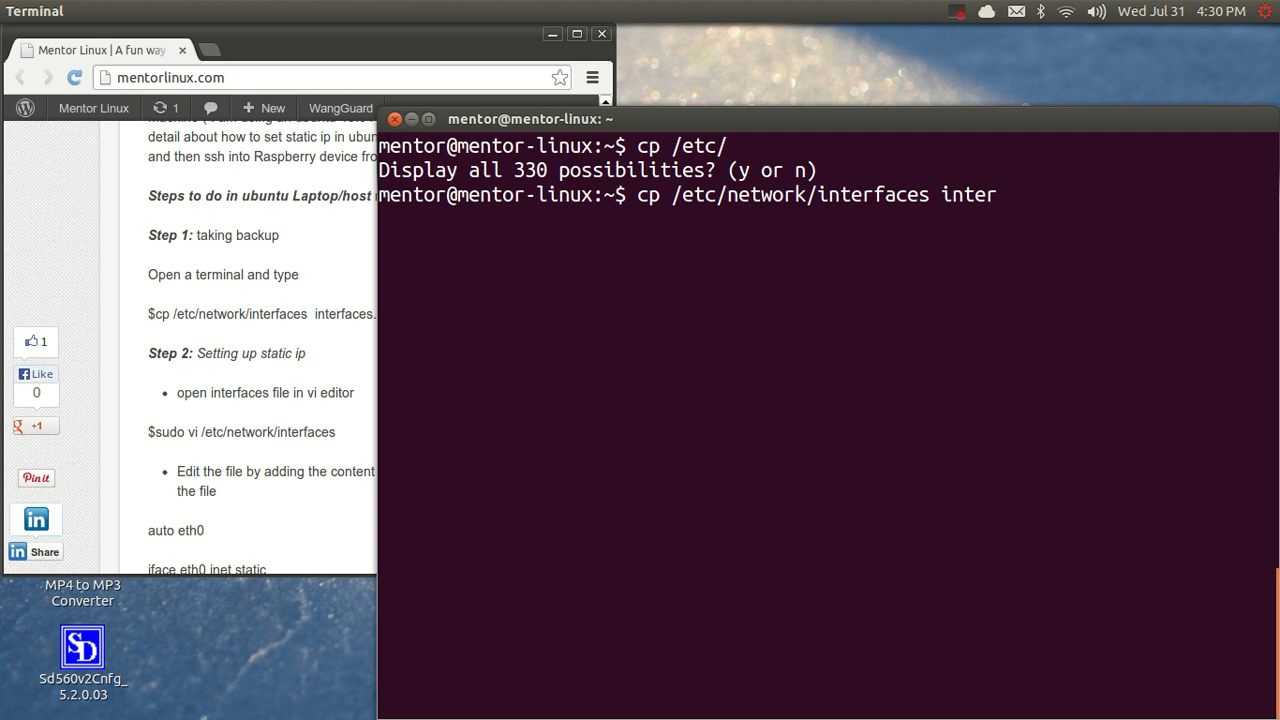 Terminal
Wed Jul 31 4:30 PM
Mentor Linux | A fun way
mentorlinux.com
Mentor Linux 1 New WangGuard
detail about how to set static ip in ubun
and then ssh into Raspberry device fro
Steps to do in ubuntu Laptop/host
Step 1: taking backup
Open a terminal and type
$cp /etc/network/interfaces interfaces.
Step 2: Setting up static ip
• open interfaces file in vi editor
$sudo vi /etc/network/interfaces
• Edit the file by adding the content
the file
auto eth0
iface eth0 inet static
1
Like
0
+1
Pin it
in
in Share
MP4 to MP3
Converter
SD
Sd560v2Cnfg_
5.2.0.03
mentor@mentor-linux: ~
mentor@mentor-linux:~$ cp /etc/
Display all 330 possibilities? (y or n)
mentor@mentor-linux:~$ cp /etc/network/interfaces inter